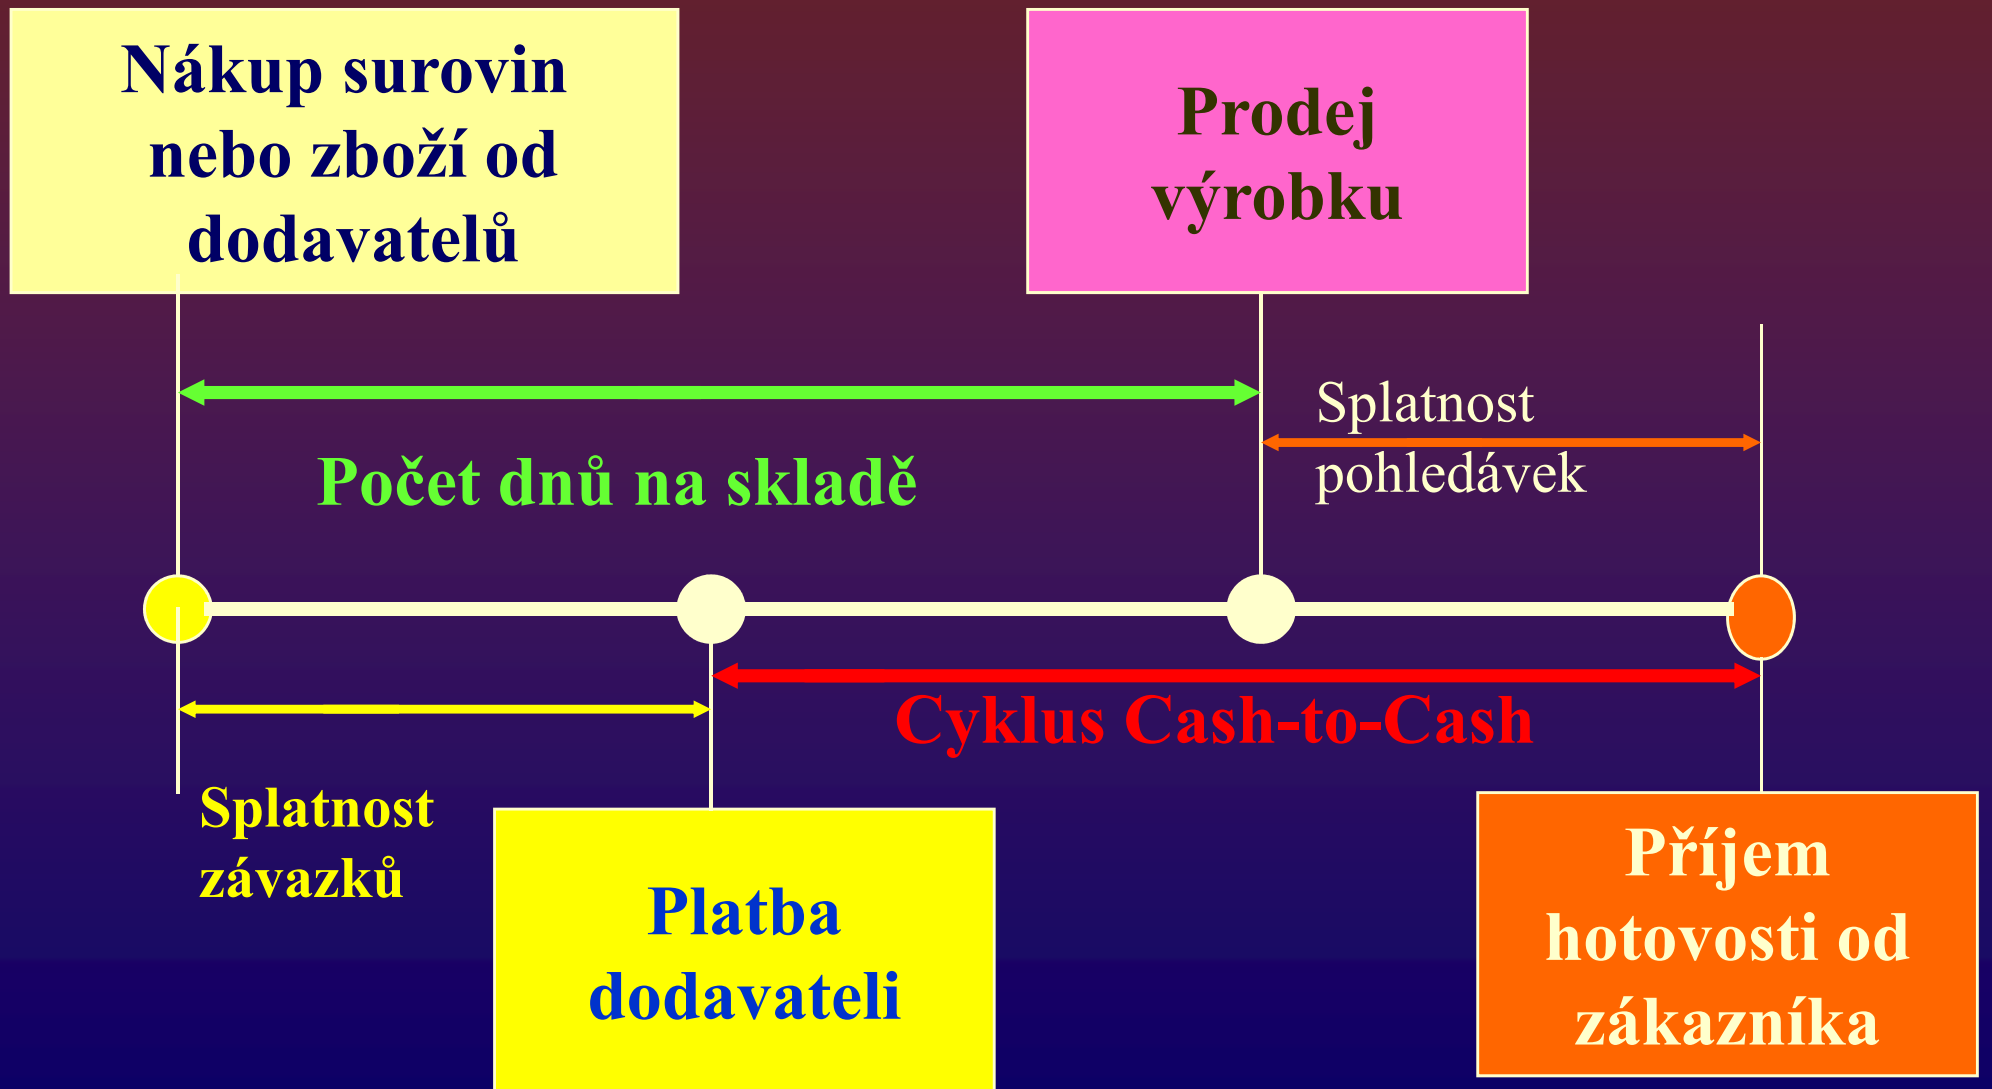 Nákup surovin
nebo zboží od
dodavatelů
Prodej
výrobku
Splatnost
pohledávek
Počet dnů na skladě
Cyklus Cash-to-Cash
Splatnost
závazků
Platba
dodavateli
Příjem
hotovosti od
zákazníka